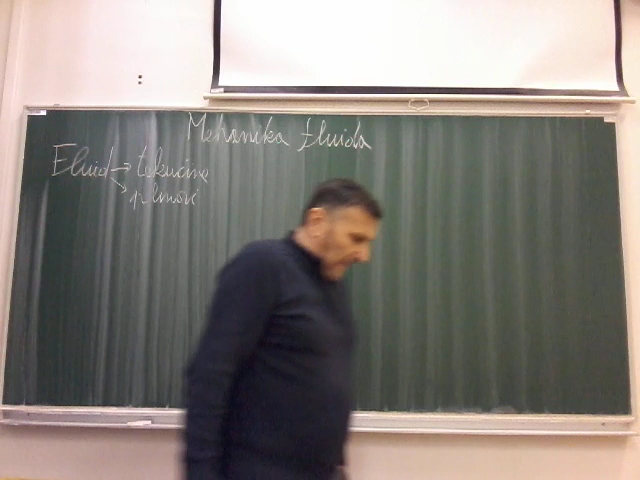 Mehanika fluida
Fluid → tekućine
↘ plinovi